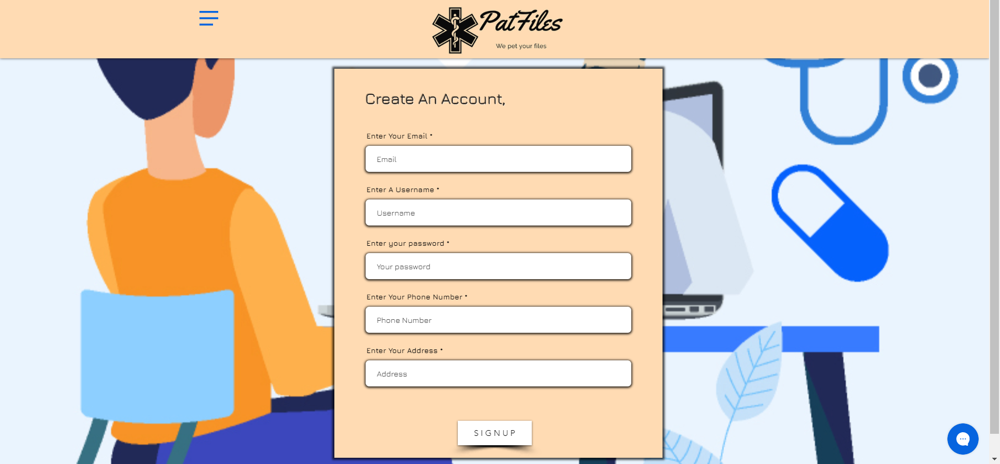 PatFiles
We pet your files
Create An Account,
Enter Your Email *
Email
Enter A Username *
Username
Enter your password *
Your password
Enter Your Phone Number *
Phone Number
Enter Your Address *
Address
SIGNUP